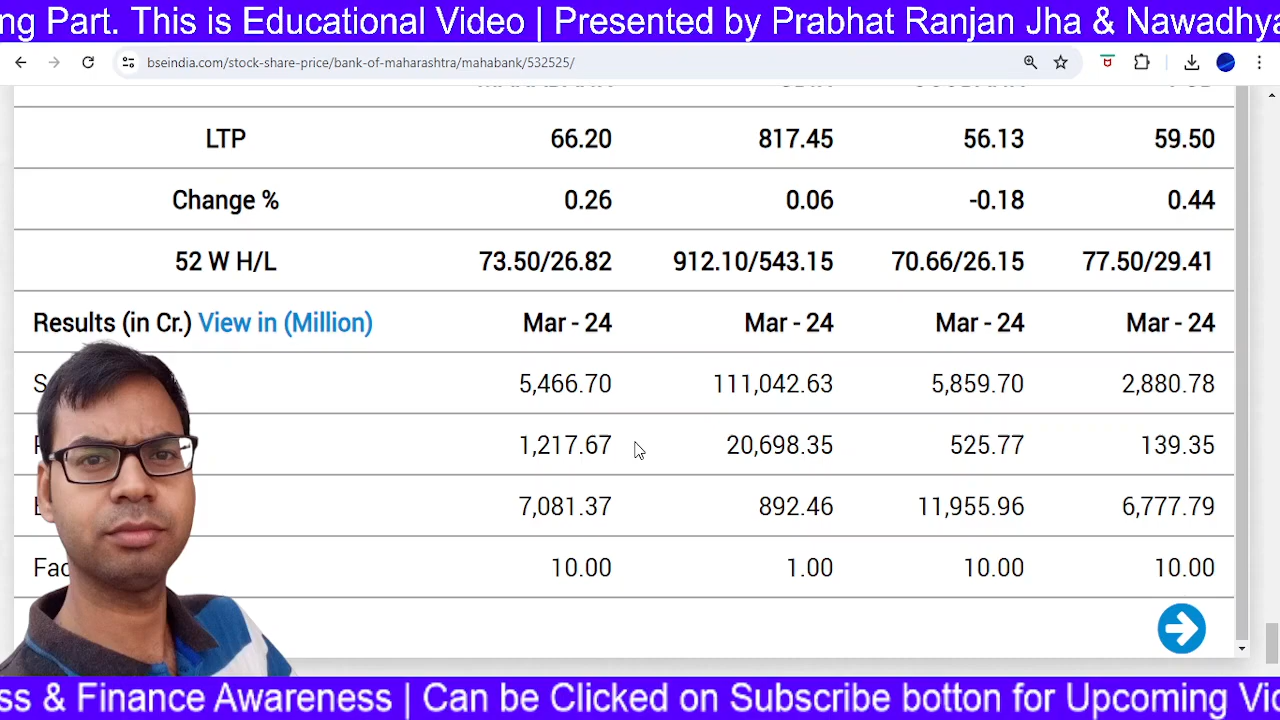 ng Part. This is Educational Video | Presented by Prabhat Ranjan Jha & Nawadhya
bseindia.com/stock-share-price/bank-of-maharashtra/mahabank/532525/
LTP 66.20 817.45 56.13 59.50
Change % 0.26 0.06 -0.18 0.44
52 W H/L 73.50/26.82 912.10/543.15 70.66/26.15 77.50/29.41
Results (in Cr.) View in (Million) Mar - 24 Mar - 24 Mar - 24 Mar - 24
S 5,466.70 111,042.63 5,859.70 2,880.78
1,217.67 20,698.35 525.77 139.35
7,081.37 892.46 11,955.96 6,777.79
Fac 10.00 1.00 10.00 10.00
ss & Finance Awareness | Can be Clicked on Subscribe botton for Upcoming Vid